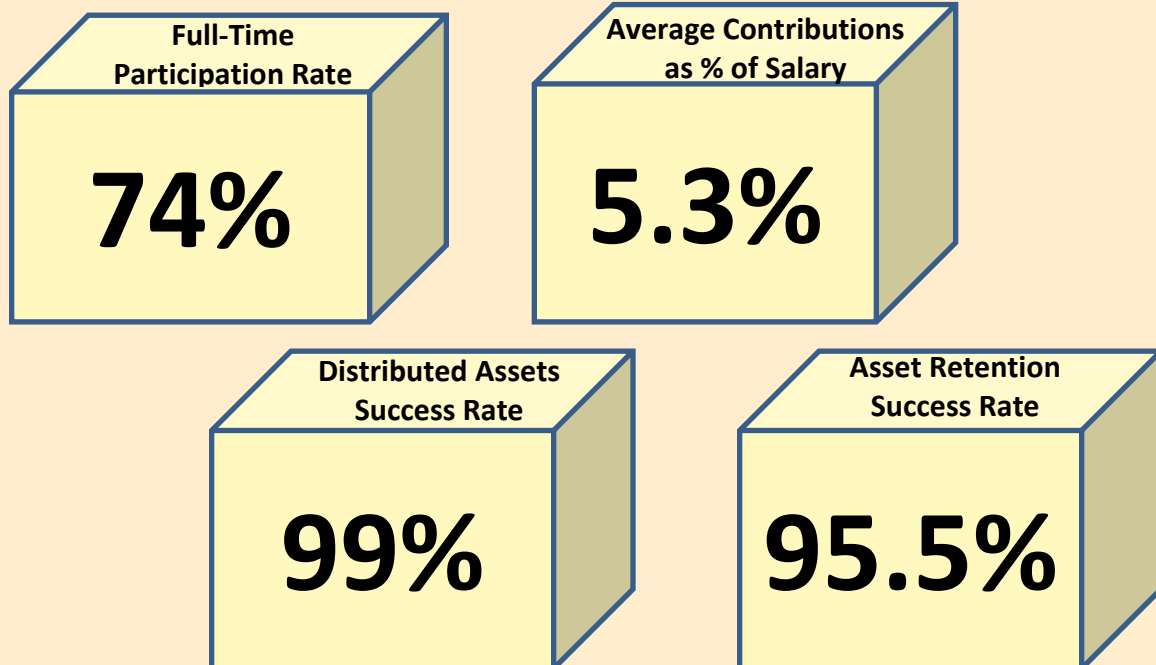 Full-Time
Participation Rate
74%
Average Contributions
as % of Salary
5.3%
Distributed Assets
Success Rate
99%
Asset Retention
Success Rate
95.5%